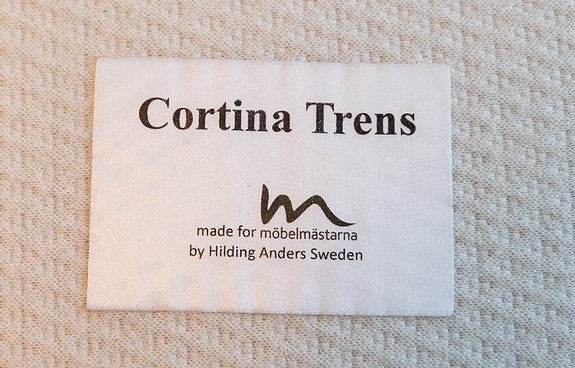 Cortina Trens
m
made for möbelmästarna
by Hilding Anders Sweden